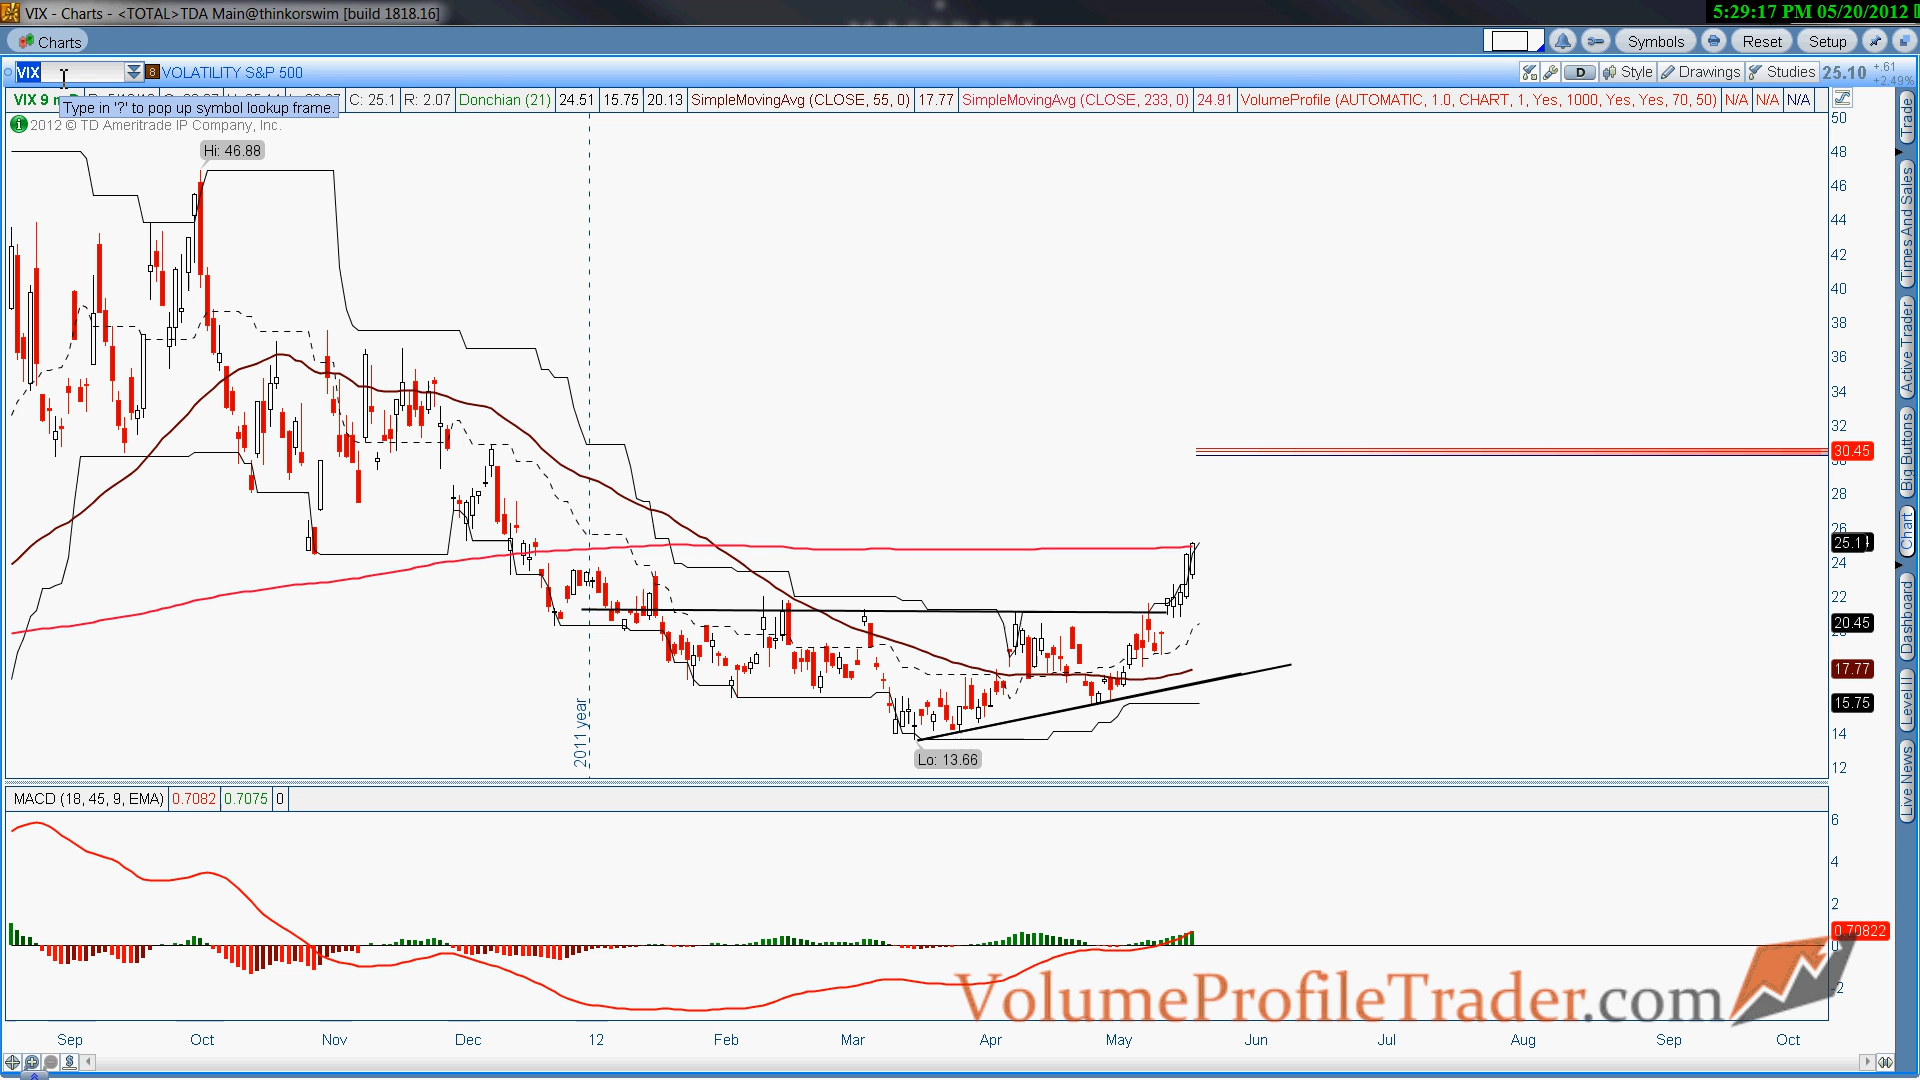 VIX - Charts - <TOTAL>TDA Main@thinkorswim [build 1818.16]
5:29:17 PM 05/20/2012
Charts
Symbols
Reset
Setup
VIX
8
VOLATILITY S&P 500
D
Style
Drawings
Studies
25.10
+.61
+2.49%
VIX 9 m
C: 25.1
R: 2.07
Donchian (21)
24.51
15.75
20.13
SimpleMovingAvg (CLOSE, 55, 0)
17.77
SimpleMovingAvg (CLOSE, 233, 0)
24.91
VolumeProfile (AUTOMATIC, 1.0, CHART, 1, Yes, 1000, Yes, Yes, 70, 50)
N/A
N/A
N/A
Type in '?' to pop up symbol lookup frame.
2012 © TD Ameritrade IP Company, Inc.
Hi: 46.88
Lo: 13.66
2011 year
50
48
46
44
42
40
38
36
34
32
30.45
28
26
25.1
24
22
20.45
17.77
15.75
14
12
MACD (18, 45, 9, EMA)
0.7082
0.7075
0
6
4
2
0.70822
0
-2
VolumeProfileTrader.com
Sep
Oct
Nov
Dec
12
Feb
Mar
Apr
May
Jun
Jul
Aug
Sep
Oct
Trade
Times And Sales
Active Trader
Big Buttons
Chart
Dashboard
Level II
Live News